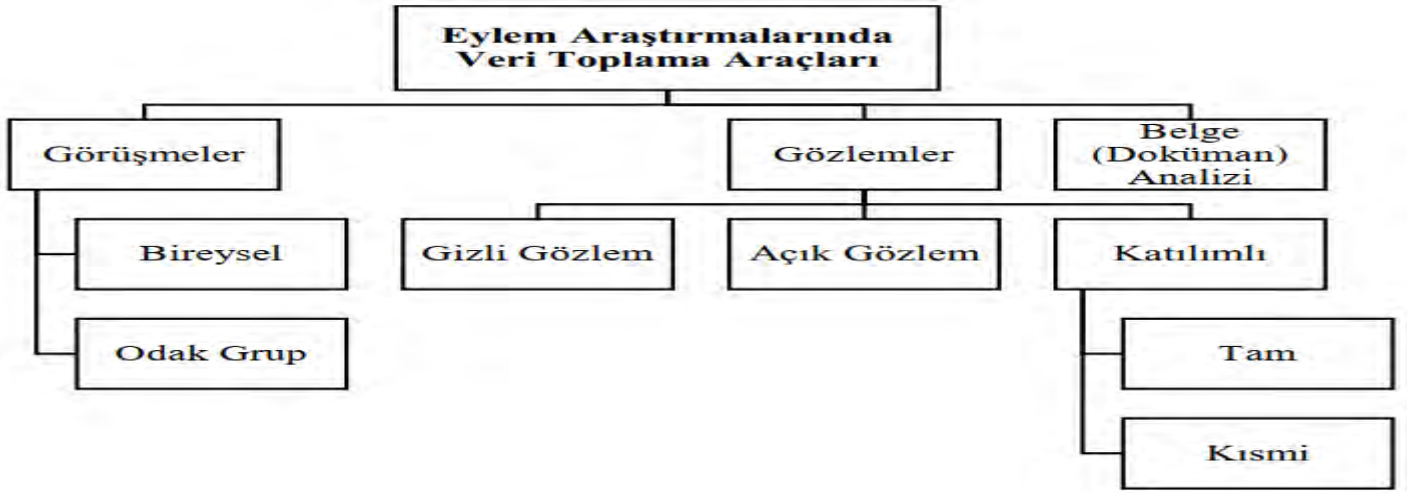 Eylem Araştırmalarında
Veri Toplama Araçları
Görüşmeler
Gözlemler
Belge
(Doküman)
Analizi
Bireysel
Gizli Gözlem
Açık Gözlem
Katılımlı
Odak Grup
Tam
Kısmi